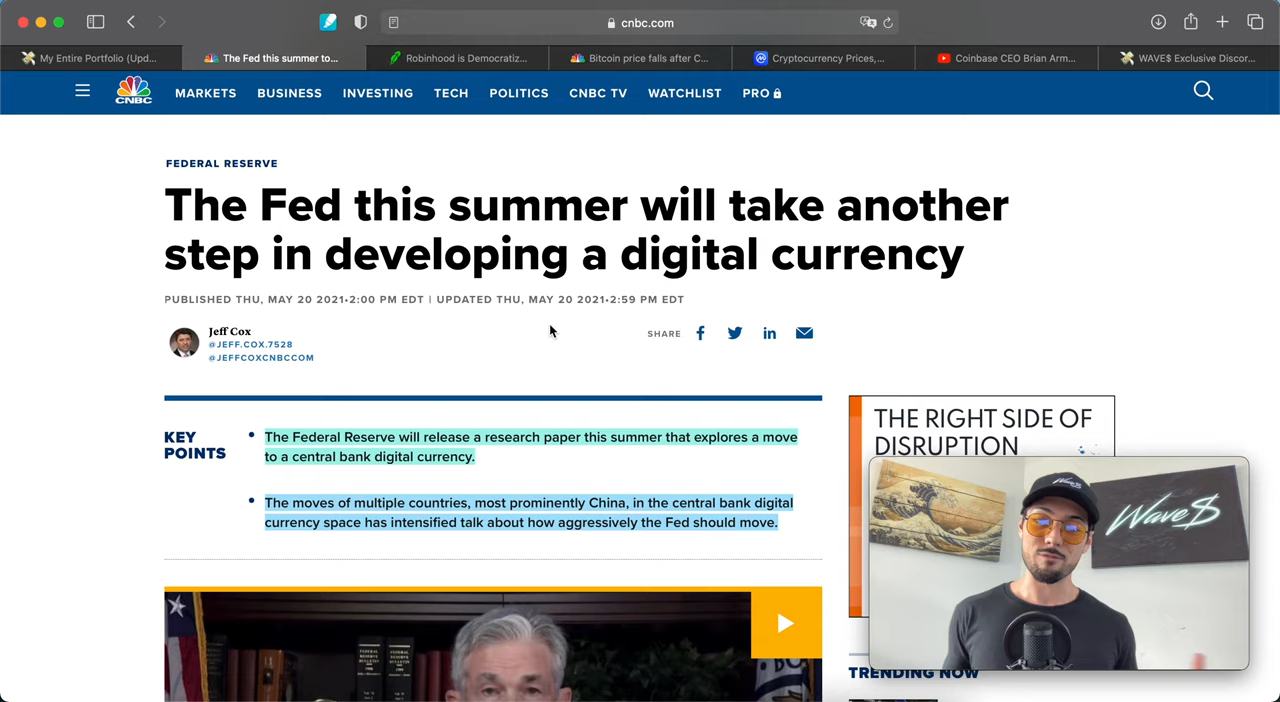 cnbc.com
My Entire Portfolio (Upd...
The Fed this summer to...
Robinhood is Democratiz...
Bitcoin price falls after C...
Cryptocurrency Prices,...
Coinbase CEO Brian Arm...
WAVE$ Exclusive Discor...
CNBC
MARKETS
BUSINESS
INVESTING
TECH
POLITICS
CNBC TV
WATCHLIST
PRO
FEDERAL RESERVE
The Fed this summer will take another
step in developing a digital currency
PUBLISHED THU, MAY 20 2021•2:00 PM EDT | UPDATED THU, MAY 20 2021•2:59 PM EDT
Jeff Cox
@JEFF.COX.7528
@JEFFCOXCNBCCOM
SHARE
KEY
POINTS
• The Federal Reserve will release a research paper this summer that explores a move
to a central bank digital currency.
• The moves of multiple countries, most prominently China, in the central bank digital
currency space has intensified talk about how aggressively the Fed should move.
THE RIGHT SIDE OF
DISRUPTION
Wave$
Wave$
TRENDING NOW